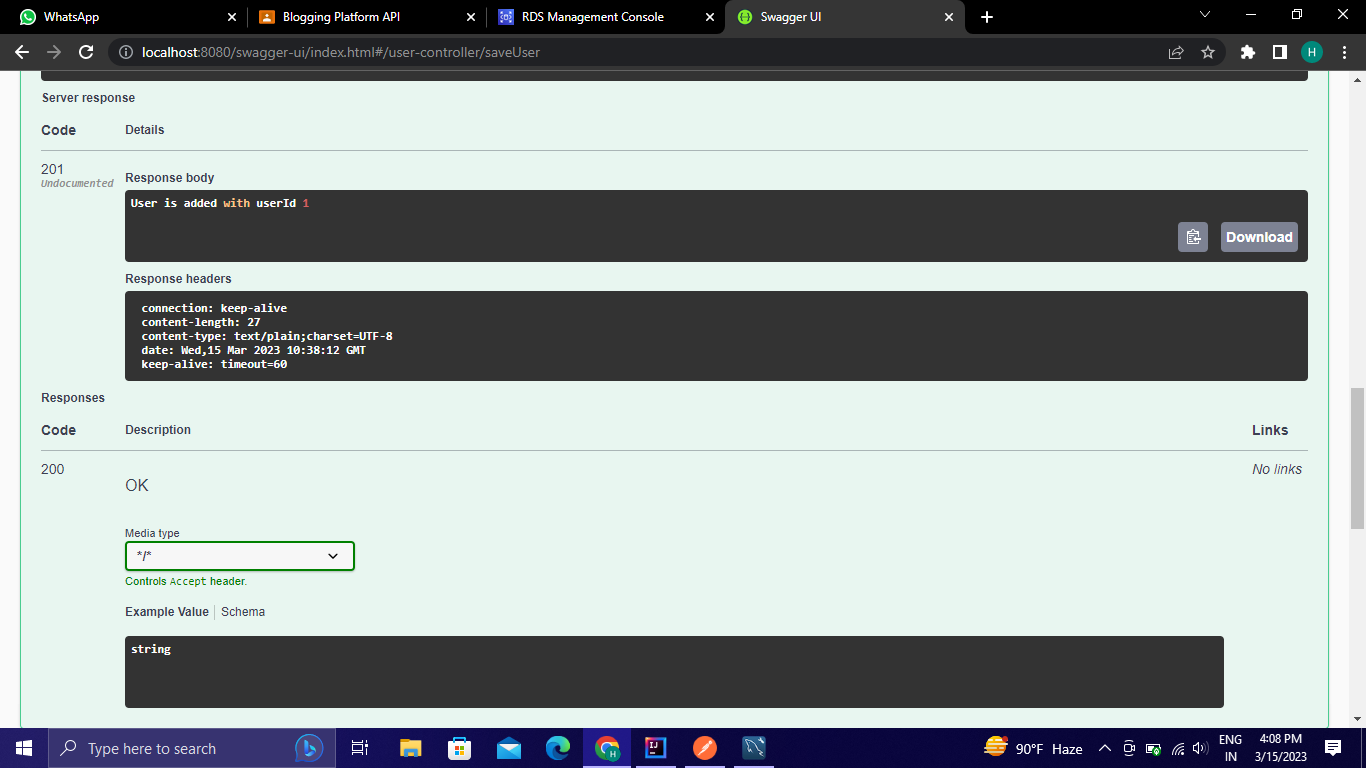 WhatsApp
Blogging Platform API
RDS Management Console
Swagger UI
localhost:8080/swagger-ui/index.html#/user-controller/saveUser
H
Server response
Code Details
201
Undocumented
Response body
User is added with userId 1
Download
Response headers
connection: keep-alive
content-length: 27
content-type: text/plain;charset=UTF-8
date: Wed,15 Mar 2023 10:38:12 GMT
keep-alive: timeout=60
Responses
Code Description Links
200 No links
OK
Media type
*/*
Controls Accept header.
Example Value Schema
string
Type here to search
90°F Haze
ENG
IN
4:08 PM
3/15/2023